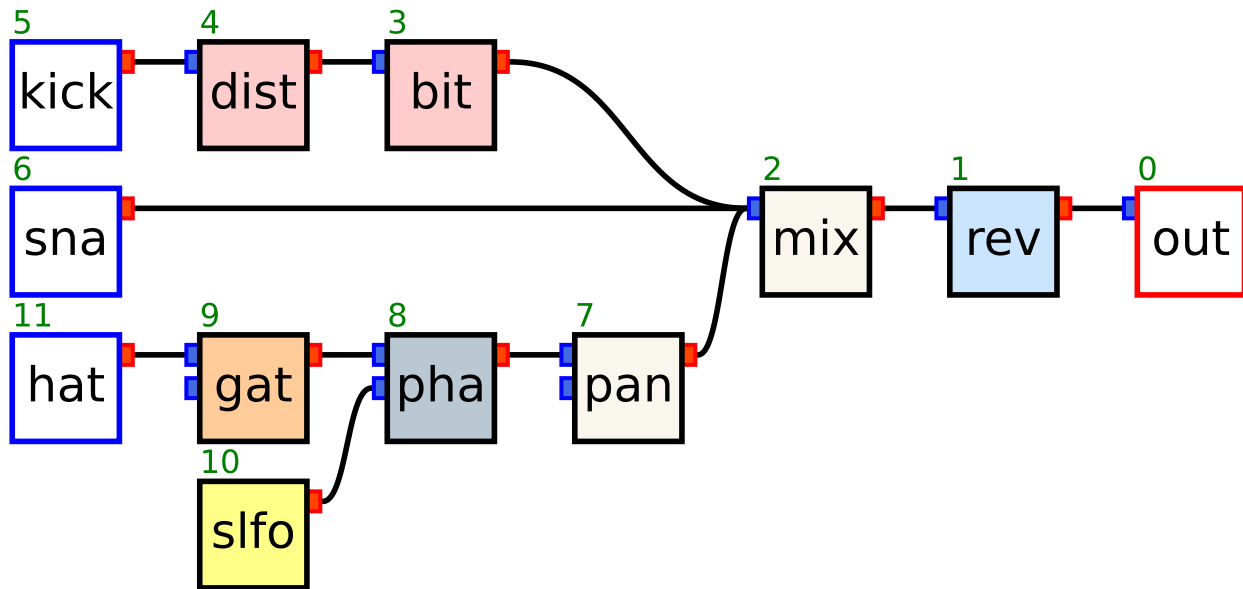 5 4 3
kick dist bit
6 2 1 0
sna mix rev out
11 9 8 7
hat gat pha pan
10
slfo